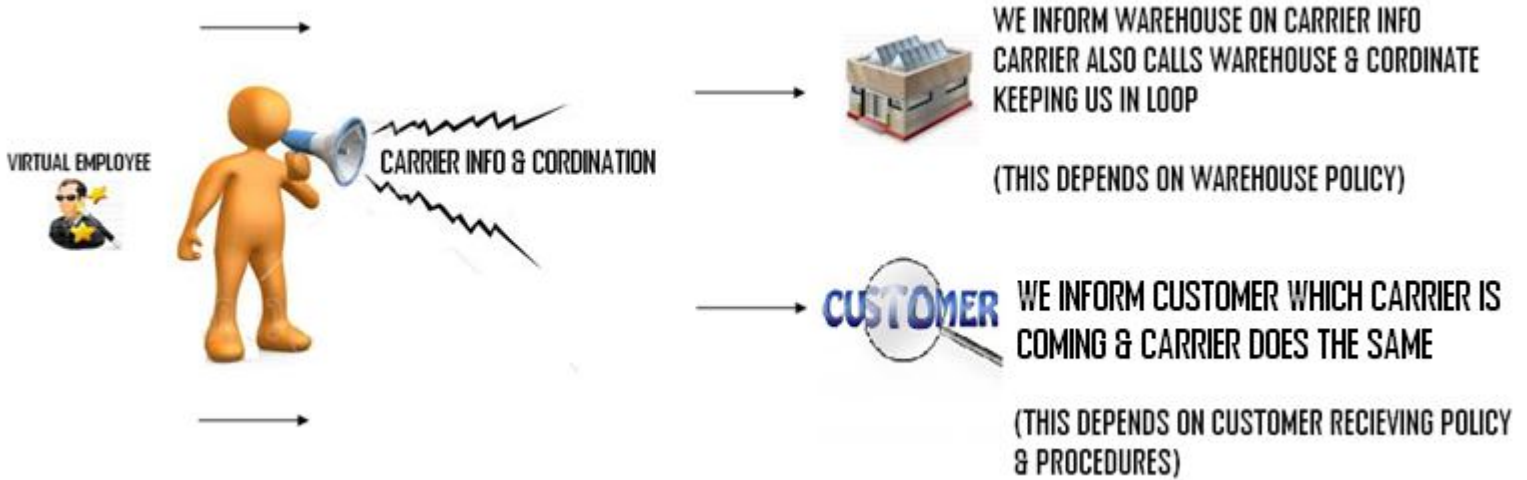 VIRTUAL EMPLOYEE
CARRIER INFO & CORDINATION
WE INFORM WAREHOUSE ON CARRIER INFO
CARRIER ALSO CALLS WAREHOUSE & CORDINATE
KEEPING US IN LOOP
(THIS DEPENDS ON WAREHOUSE POLICY)
CUSTOMER
WE INFORM CUSTOMER WHICH CARRIER IS
COMING & CARRIER DOES THE SAME
(THIS DEPENDS ON CUSTOMER RECIEVING POLICY
& PROCEDURES)